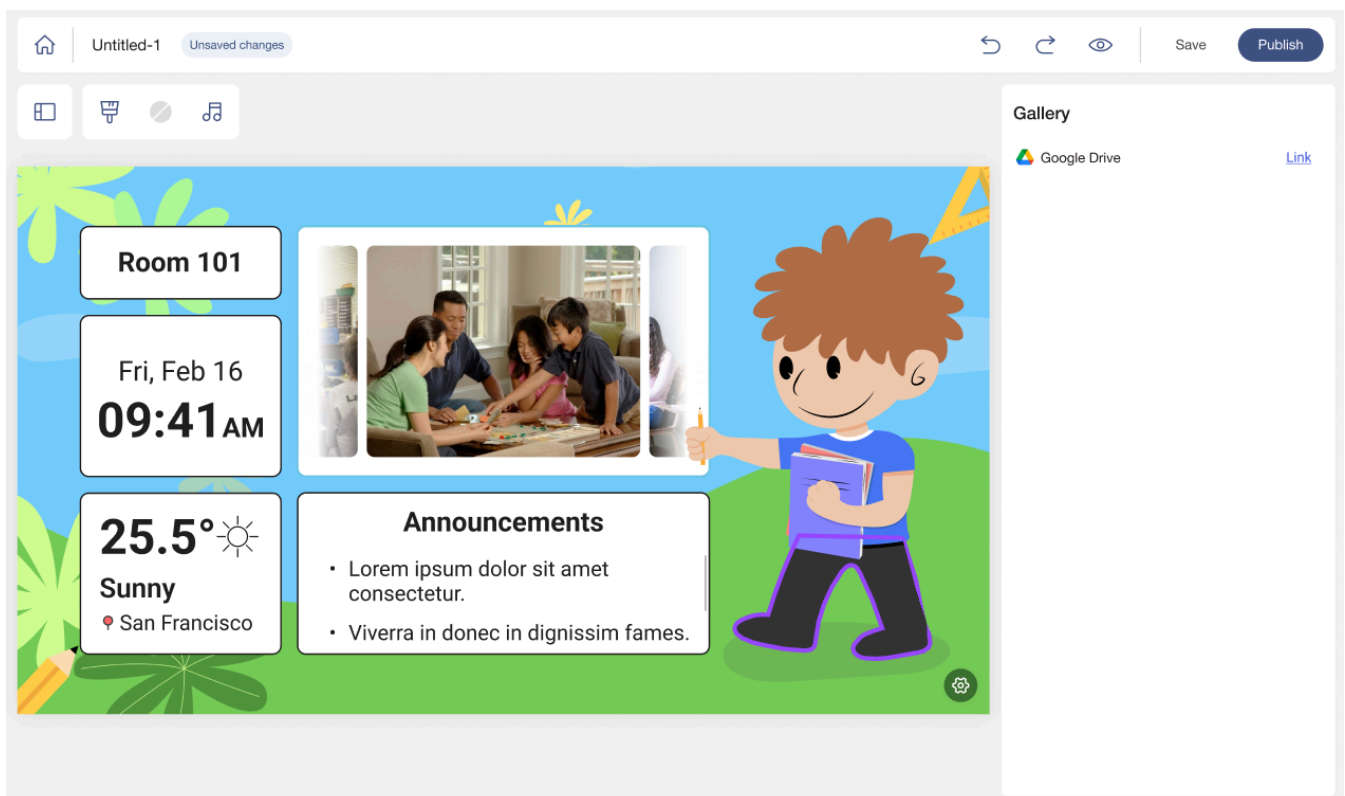 Untitled-1 Unsaved changes Save Publish
Gallery
Google Drive Link
Room 101
Fri, Feb 16
09:41AM
25.5°
Sunny
San Francisco
Announcements
• Lorem ipsum dolor sit amet
consectetur.
• Viverra in donec in dignissim fames.